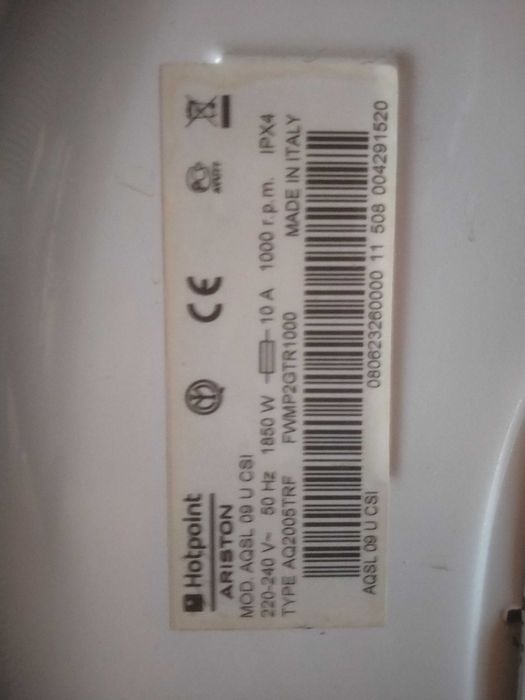 Hotpoint
ARISTON
MOD. AQSL 09 U CSI
220-240 V~ 50 Hz 1850 W 10 A 1000 r.p.m. IPX4
TYPE AQ2005TRF FWMP2GTR1000 MADE IN ITALY
AQSL 09 U CSI 080623260000 11 508 004291520